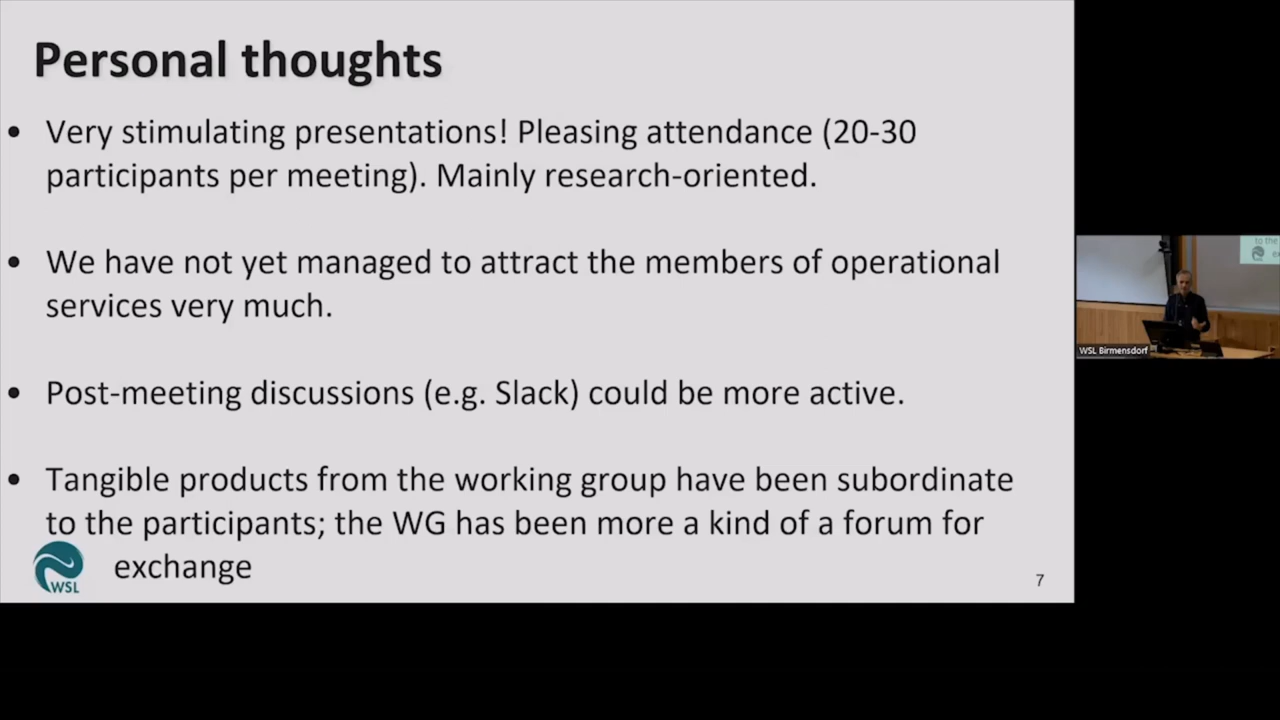 Personal thoughts
• Very stimulating presentations! Pleasing attendance (20-30
participants per meeting). Mainly research-oriented.
• We have not yet managed to attract the members of operational
services very much.
• Post-meeting discussions (e.g. Slack) could be more active.
• Tangible products from the working group have been subordinate
to the participants; the WG has been more a kind of a forum for
exchange
WSL
7
to the
WSL Birmensdorf